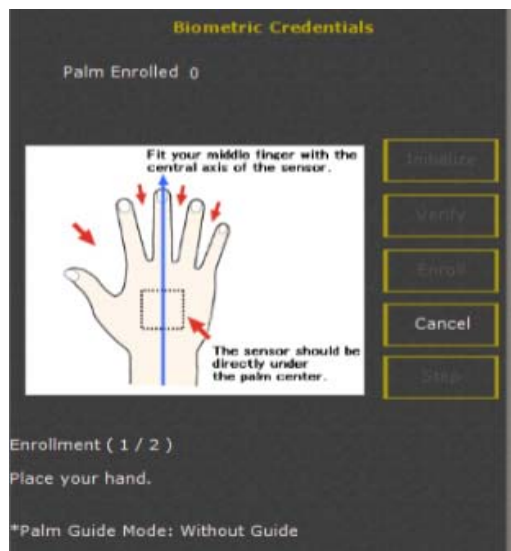 Biometric Credentials
Palm Enrolled 0
Fit your middle finger with the
central axis of the sensor.
The sensor should be
directly under
the palm center.
Initialize
Verify
Enroll
Cancel
Stop
Enrollment ( 1 / 2 )
Place your hand.
*Palm Guide Mode: Without Guide